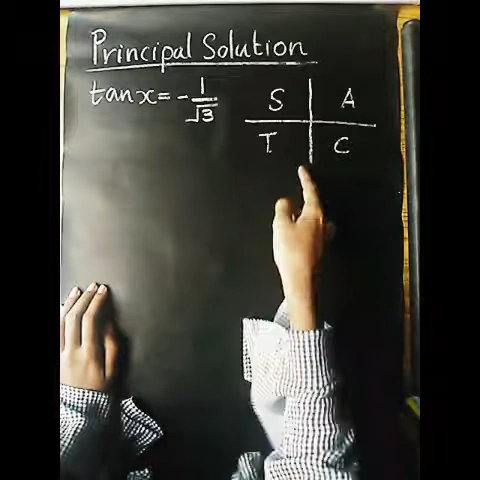 Principal Solution
tan x = - 1/√3
S A
T C